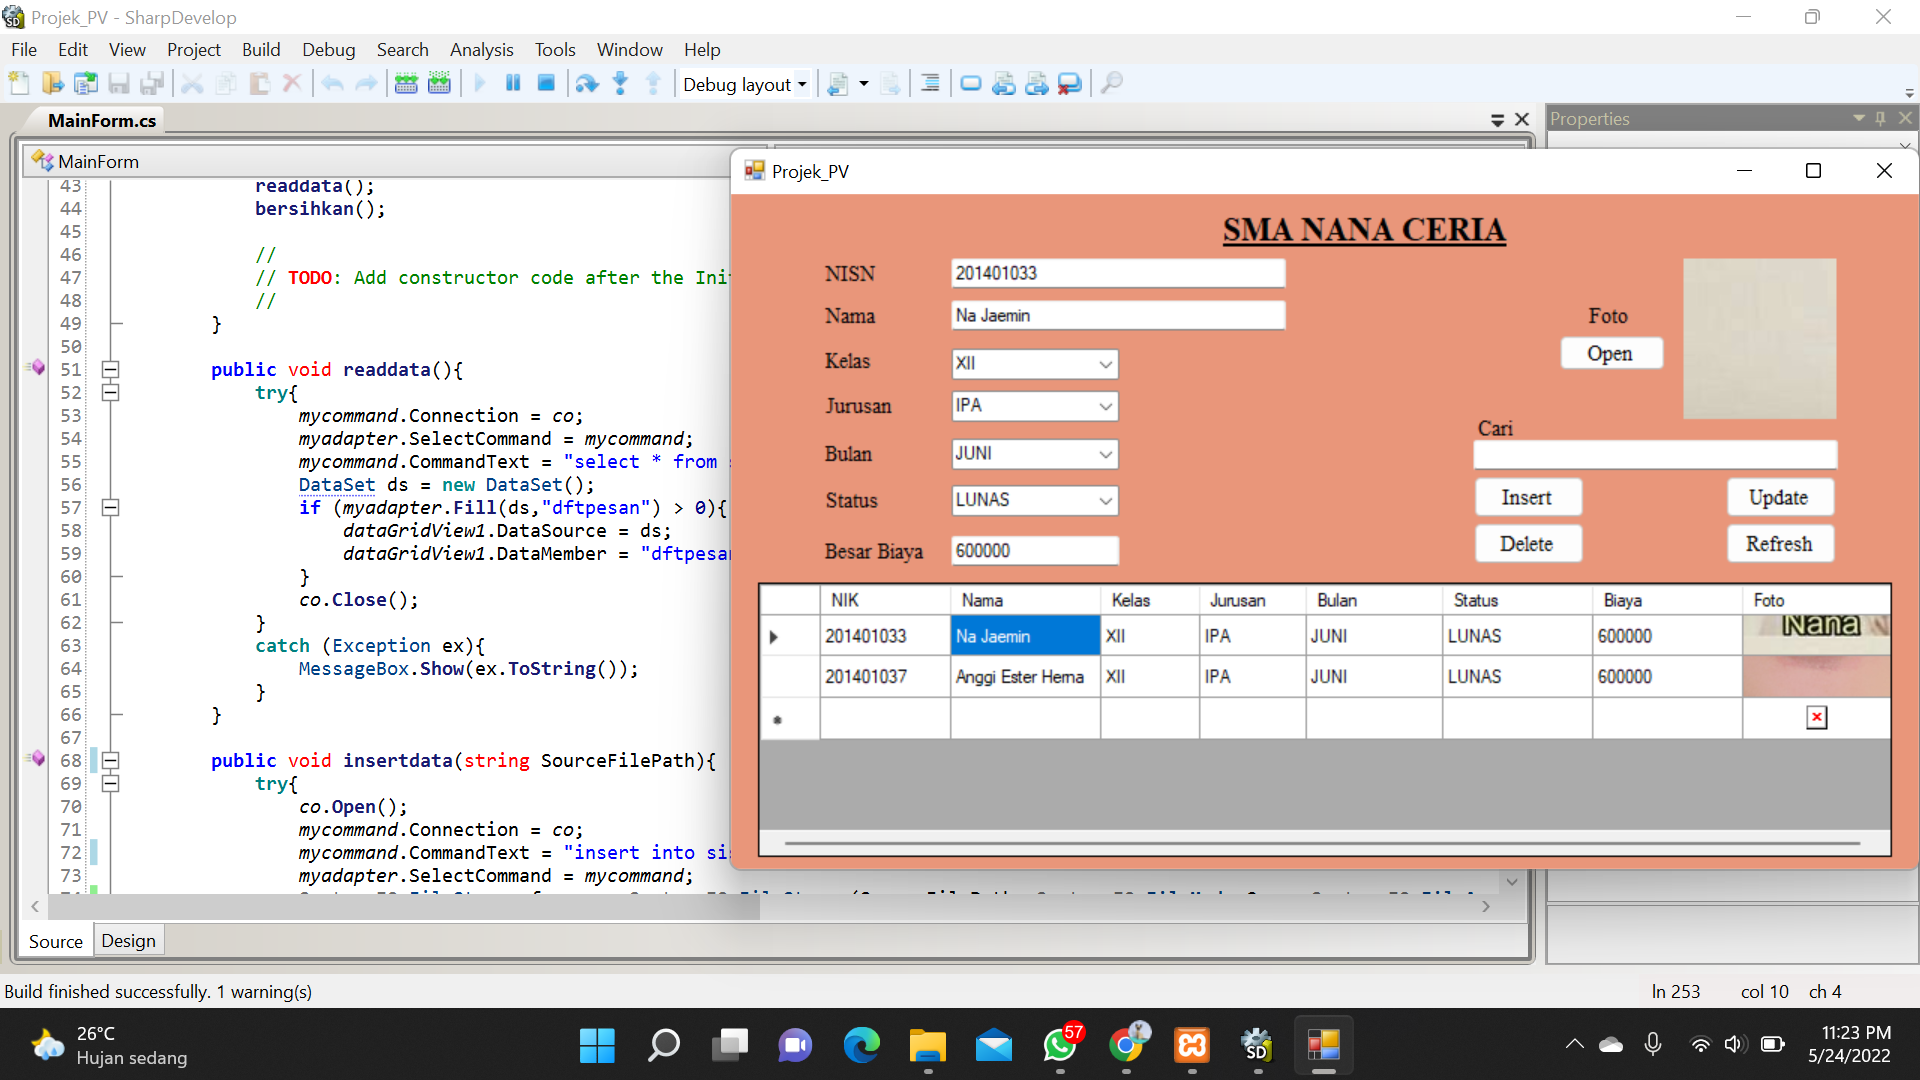 Projek_PV - SharpDevelop
File Edit View Project Build Debug Search Analysis Tools Window Help
Debug layout
MainForm.cs
Properties
MainForm
43 readdata();
44 bersihkan();
45
46 //
47 // TODO: Add constructor code after the Ini
48 //
49 }
50
51 public void readdata(){
52 try{
53 mycommand.Connection = co;
54 myadapter.SelectCommand = mycommand;
55 mycommand.CommandText = "select * from s
56 DataSet ds = new DataSet();
57 if (myadapter.Fill(ds,"dftpesan") > 0){
58 dataGridView1.DataSource = ds;
59 dataGridView1.DataMember = "dftpesan
60 }
61 co.Close();
62 }
63 catch (Exception ex){
64 MessageBox.Show(ex.ToString());
65 }
66 }
67
68 public void insertdata(string SourceFilePath){
69 try{
70 co.Open();
71 mycommand.Connection = co;
72 mycommand.CommandText = "insert into si
73 myadapter.SelectCommand = mycommand;
Source Design
Projek_PV
SMA NANA CERIA
NISN 201401033
Nama Na Jaemin
Kelas XII
Jurusan IPA
Bulan JUNI
Status LUNAS
Besar Biaya 600000
Foto
Open
Cari
Insert Update
Delete Refresh
NIK Nama Kelas Jurusan Bulan Status Biaya Foto
201401033 Na Jaemin XII IPA JUNI LUNAS 600000 Nana
201401037 Anggi Ester Hema XII IPA JUNI LUNAS 600000
Build finished successfully. 1 warning(s)
ln 253 col 10 ch 4
26°C
Hujan sedang
57
SD
11:23 PM
5/24/2022